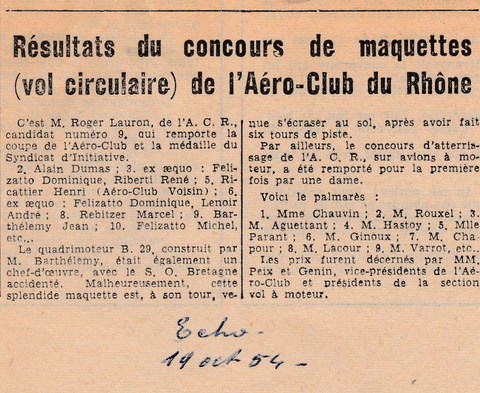 Résultats du concours de maquettes
(vol circulaire) de l'Aéro-Club du Rhône
C'est M. Roger Lauron, de l'A. C. R.,
candidat numéro 9, qui remporte la
coupe de l'Aéro-Club et la médaille du
Syndicat d'Initiative.
2. Alain Dumas ; 3. ex æquo : Feli-
zatto Dominique, Riberti René ; 5. Ri-
cattier Henri (Aéro-Club Voisin) ; 6.
ex æquo : Felizatto Dominique, Lenoir
André ; 8. Rebitzer Marcel ; 9. Bar-
thélemy Jean ; 10. Felizatto Michel,
etc...
Le quadrimoteur B. 29, construit par
M. Barthélémy, était également un
chef-d'œuvre, avec le S. O. Bretagne
accidenté. Malheureusement, cette
splendide maquette est, à son tour, ve-
nue s'écraser au sol, après avoir fait
six tours de piste.
Par ailleurs, le concours d'atterris-
sage de l'A. C. R., sur avions à mo-
teur, a été remporté pour la première
fois par une dame.
Voici le palmarès :
1. Mme Chauvin ; 2. M. Rouxel ; 3.
M. Aguettant ; 4. M. Hastoy ; 5. Mlle
Parant ; 6. M. Ginoux ; 7. M. Cha-
pour ; 8. M. Lacour ; 9. M. Varrot, etc..
Les prix furent décernés par MM.
Peix et Genin, vice-présidents de l'Aé-
ro-Club et présidents de la section
vol à moteur.
Echo -
19 oct 54 -